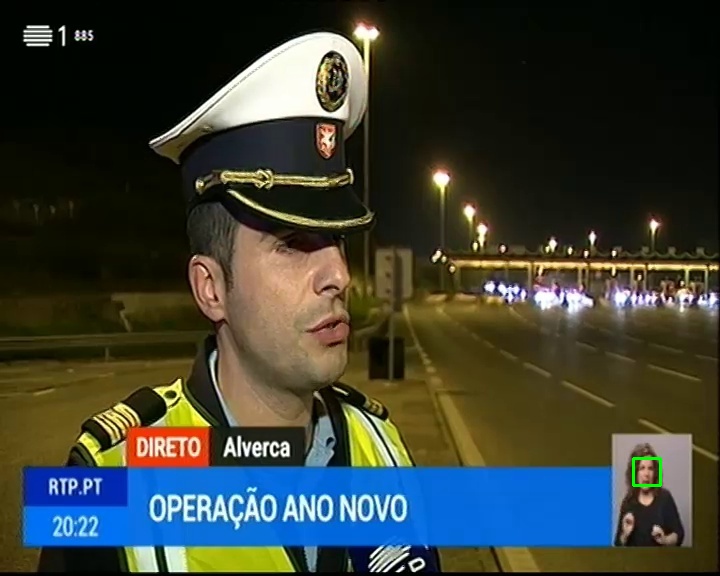 1 885
DIRETO Alverca
RTP.PT
OPERAÇÃO ANO NOVO
20:22